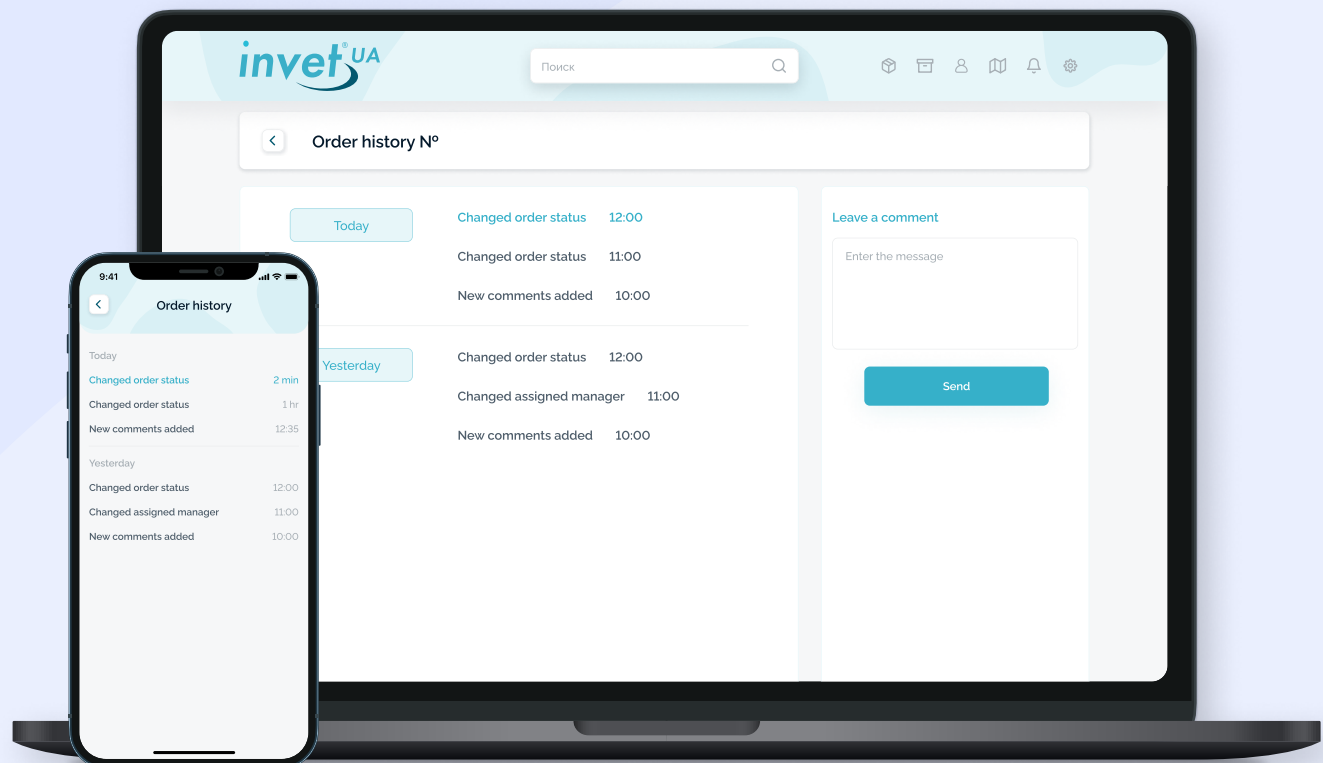 invet® UA
Поиск
Order history Nº
Today
Changed order status 12:00
Changed order status 11:00
New comments added 10:00
Yesterday
Changed order status 12:00
Changed assigned manager 11:00
New comments added 10:00
Leave a comment
Enter the message
Send
9:41
Order history
Today
Changed order status 2 min
Changed order status 1 hr
New comments added 12:35
Yesterday
Changed order status 12:00
Changed assigned manager 11:00
New comments added 10:00